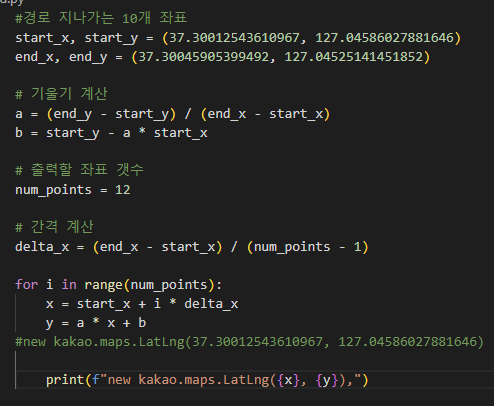 d.py
#경로 지나가는 10개 좌표
start_x, start_y = (37.30012543610967, 127.04586027881646)
end_x, end_y = (37.30045905399492, 127.04525141451852)
# 기울기 계산
a = (end_y - start_y) / (end_x - start_x)
b = start_y - a * start_x
# 출력할 좌표 갯수
num_points = 12
# 간격 계산
delta_x = (end_x - start_x) / (num_points - 1)
for i in range(num_points):
    x = start_x + i * delta_x
    y = a * x + b
#new kakao.maps.LatLng(37.30012543610967, 127.04586027881646)
    print(f"new kakao.maps.LatLng({x}, {y}),")